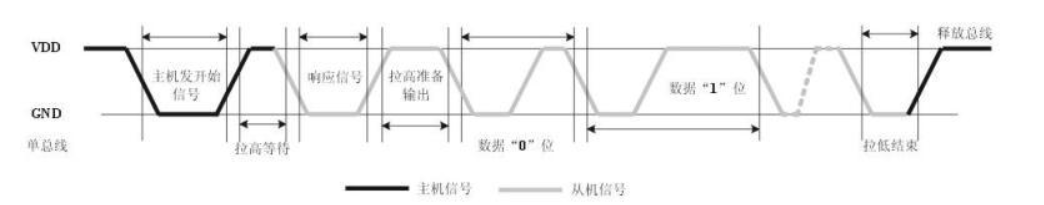 VDD
释放总线
主机发开始
信号
响应信号
拉高准备
输出
数据“1”位
GND
单总线
拉高等待
数据“0”位
拉低结束
主机信号
从机信号